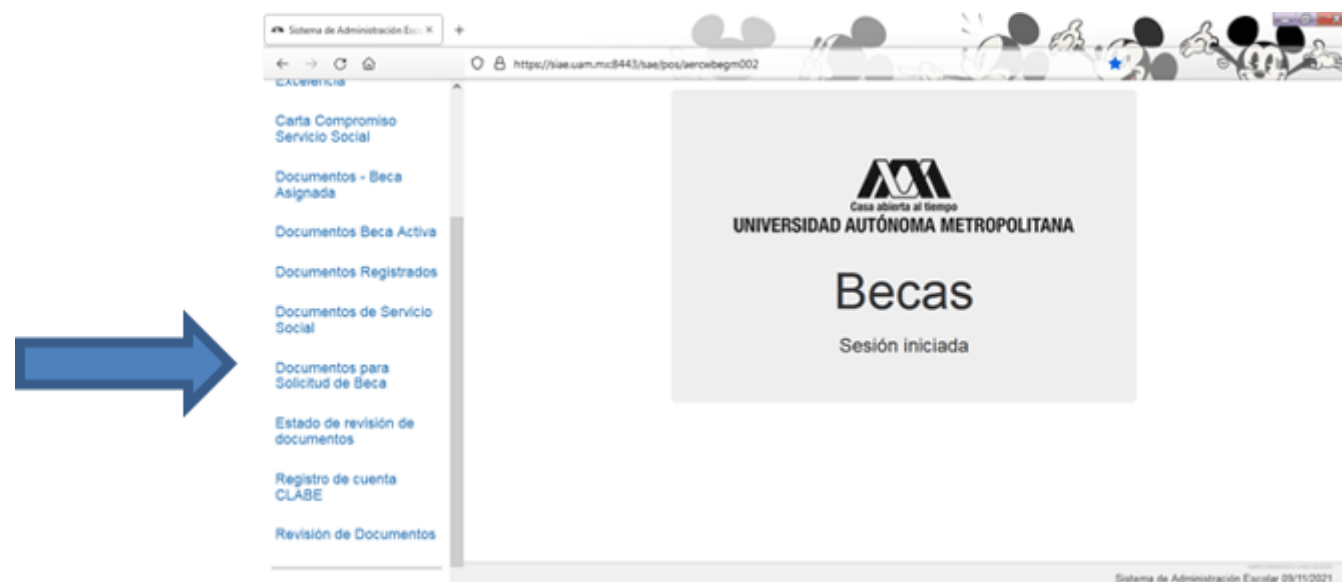 Sistema de Administración Esc
https://siae.uam.mx:8443/sae/pos/aercwbegm002
Excelencia
Carta Compromiso
Servicio Social
Documentos - Beca
Asignada
Documentos Beca Activa
Documentos Registrados
Documentos de Servicio
Social
Documentos para
Solicitud de Beca
Estado de revisión de
documentos
Registro de cuenta
CLABE
Revisión de Documentos
Casa abierta al tiempo
UNIVERSIDAD AUTÓNOMA METROPOLITANA
Becas
Sesión iniciada
Sistema de Administración Escolar 09/11/2021